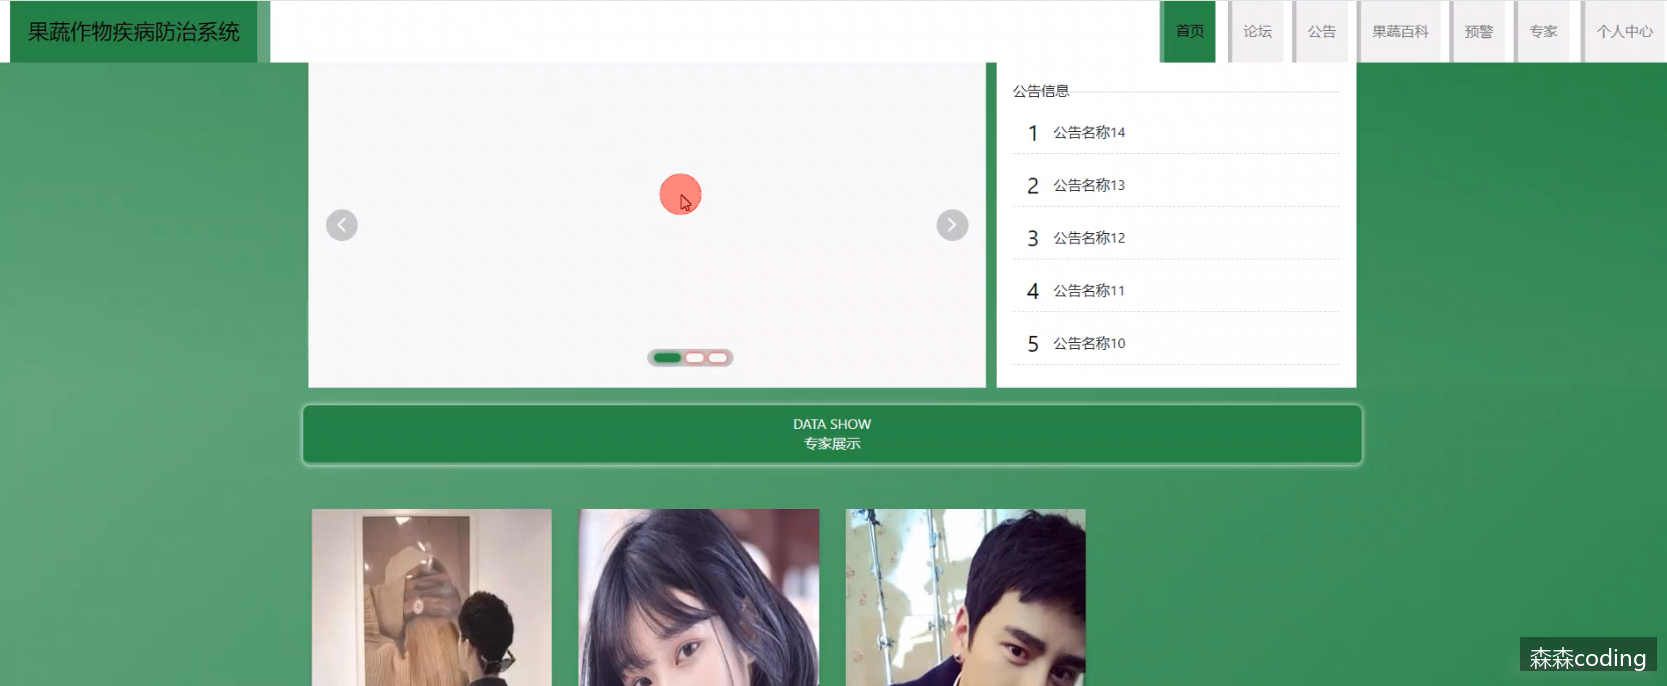 果蔬作物疾病防治系统
首页
论坛
公告
果蔬百科
预警
专家
个人中心
公告信息
1 公告名称14
2 公告名称13
3 公告名称12
4 公告名称11
5 公告名称10
DATA SHOW
专家展示
森森coding